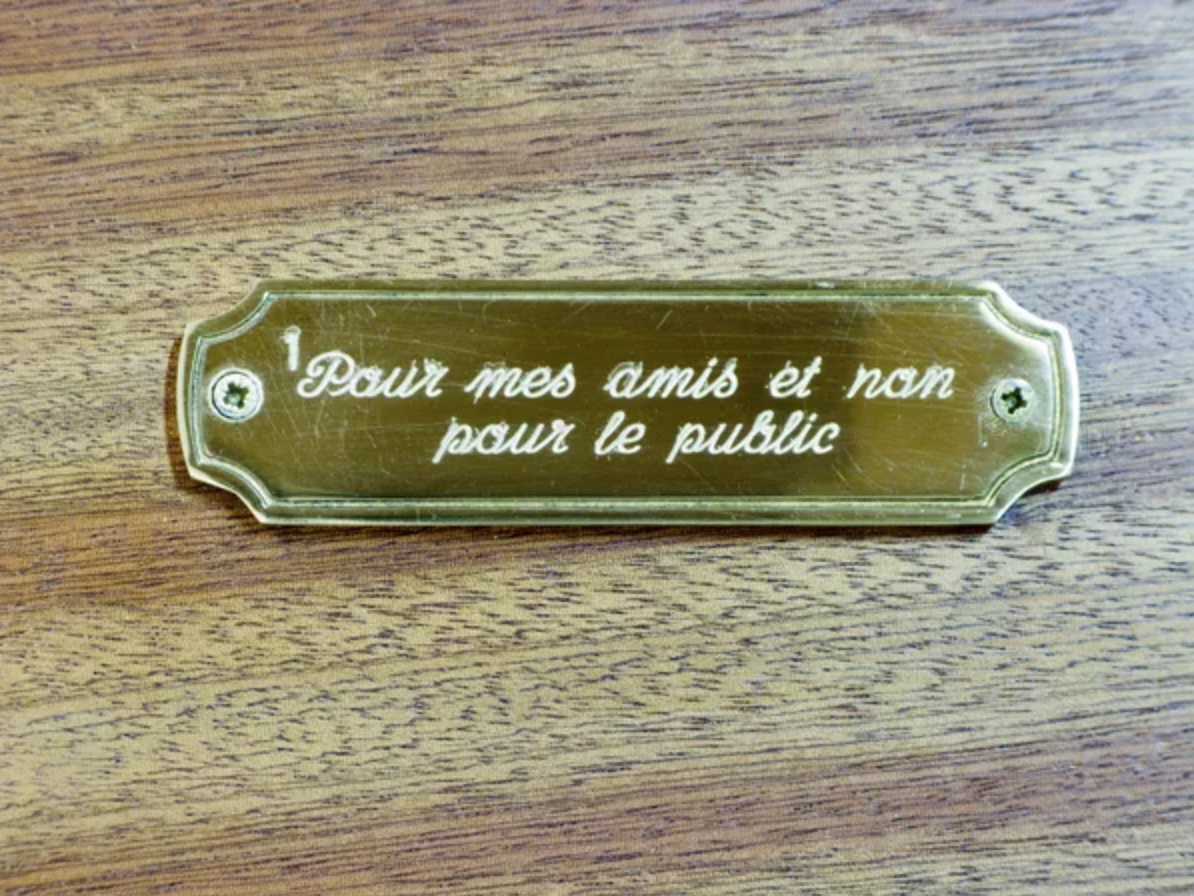 ¹Pour mes amis et non
pour le public